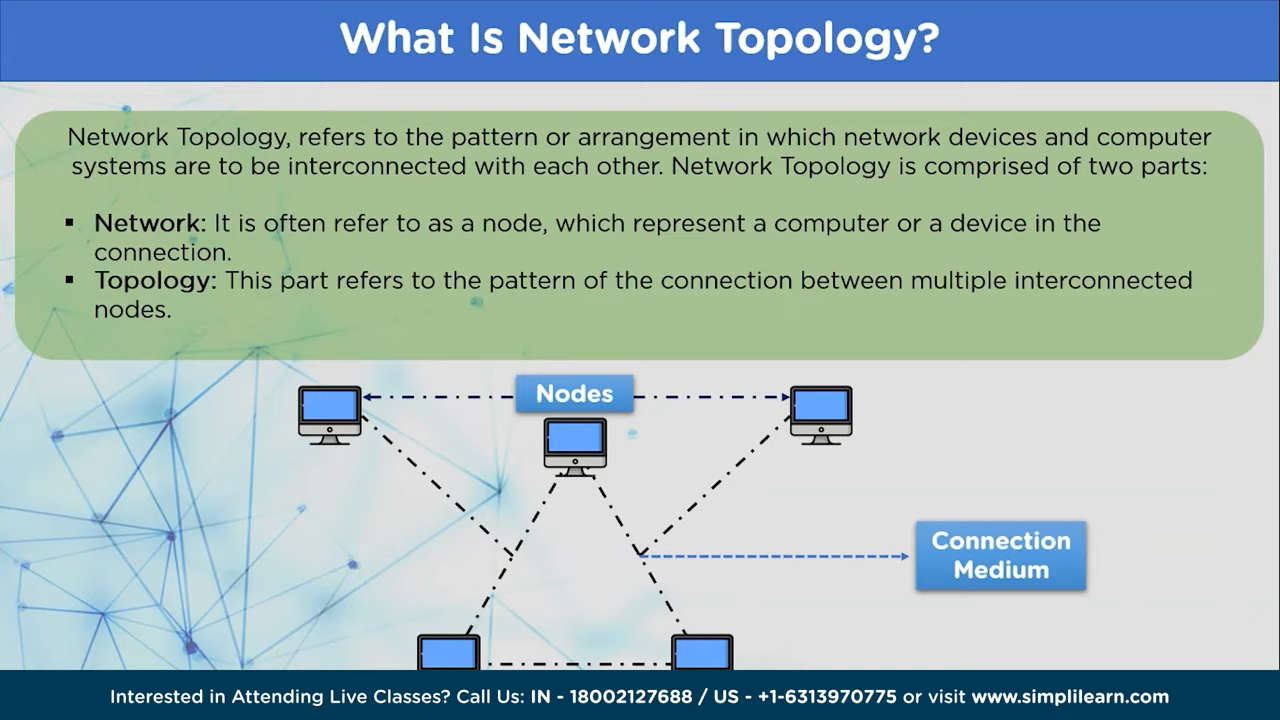 What Is Network Topology?
Network Topology, refers to the pattern or arrangement in which network devices and computer
systems are to be interconnected with each other. Network Topology is comprised of two parts:
▪ Network: It is often refer to as a node, which represent a computer or a device in the
connection.
▪ Topology: This part refers to the pattern of the connection between multiple interconnected
nodes.
Nodes
Connection
Medium
Interested in Attending Live Classes? Call Us: IN - 18002127688 / US - +1-6313970775 or visit www.simplilearn.com